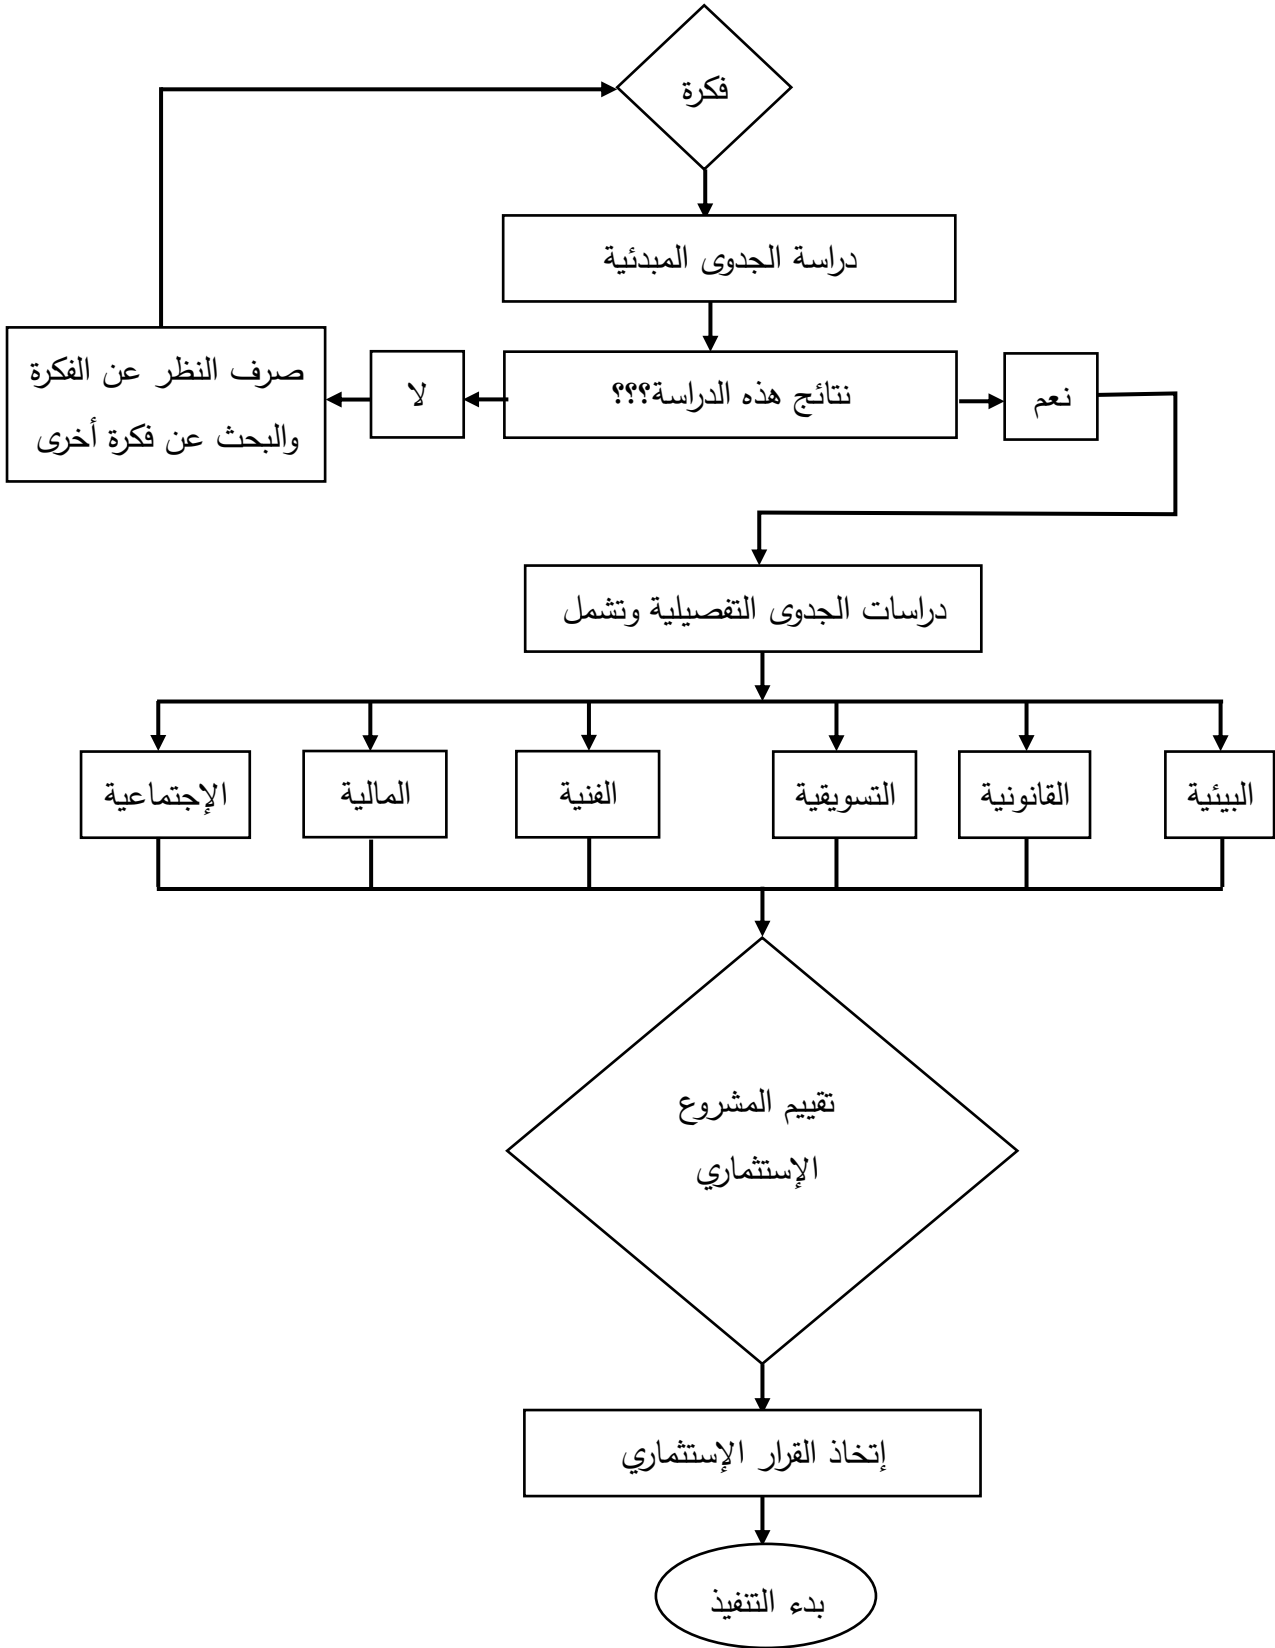 فكرة
دراسة الجدوى المبدئية
نتائج هذه الدراسة؟؟؟
نعم
لا
صرف النظر عن الفكرة
والبحث عن فكرة أخرى
دراسات الجدوى التفصيلية وتشمل
البيئية
القانونية
التسويقية
الفنية
المالية
الإجتماعية
تقييم المشروع
الإستثماري
إتخاذ القرار الإستثماري
بدء التنفيذ